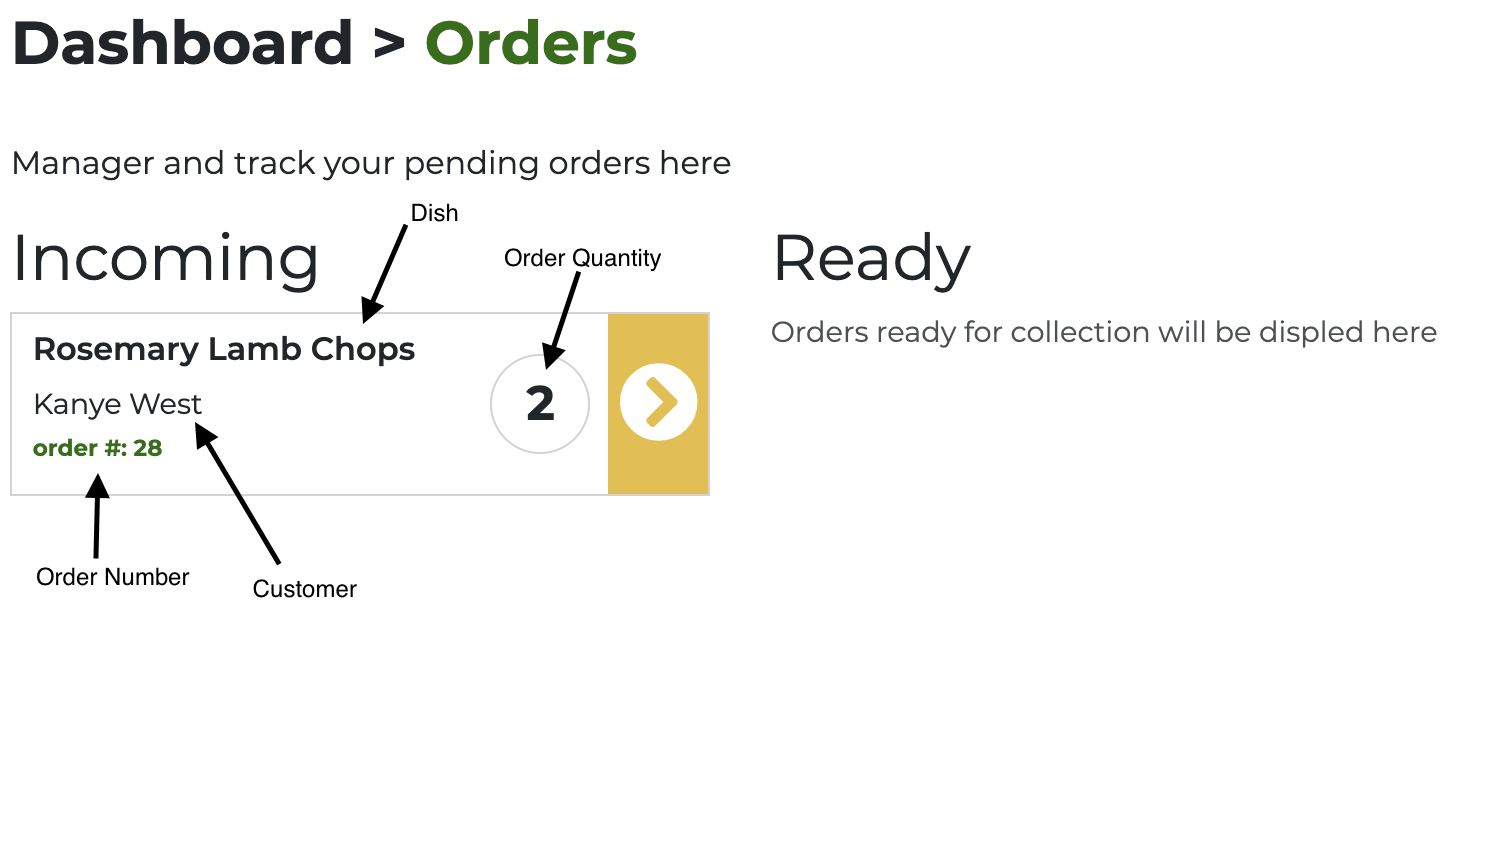 Dashboard > Orders
Manager and track your pending orders here
Dish
Incoming
Order Quantity
Rosemary Lamb Chops
Kanye West
order #: 28
2
Order Number
Customer
Ready
Orders ready for collection will be displed here